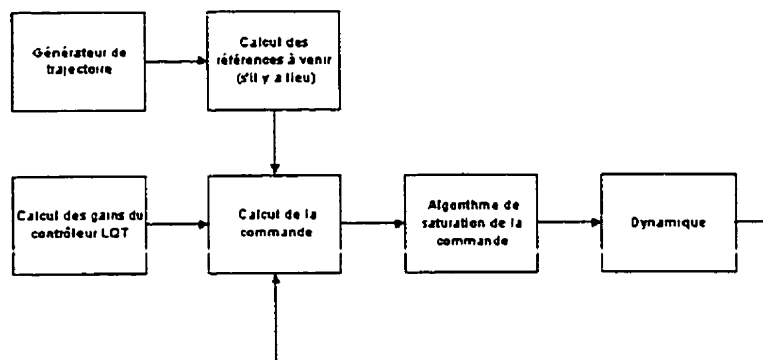 Générateur de
trajectoire
Calcul des
références à venir
(s'il y a lieu)
Calcul des gains du
contrôleur LQT
Calcul de la
commande
Algorithme de
saturation de la
commande
Dynamique